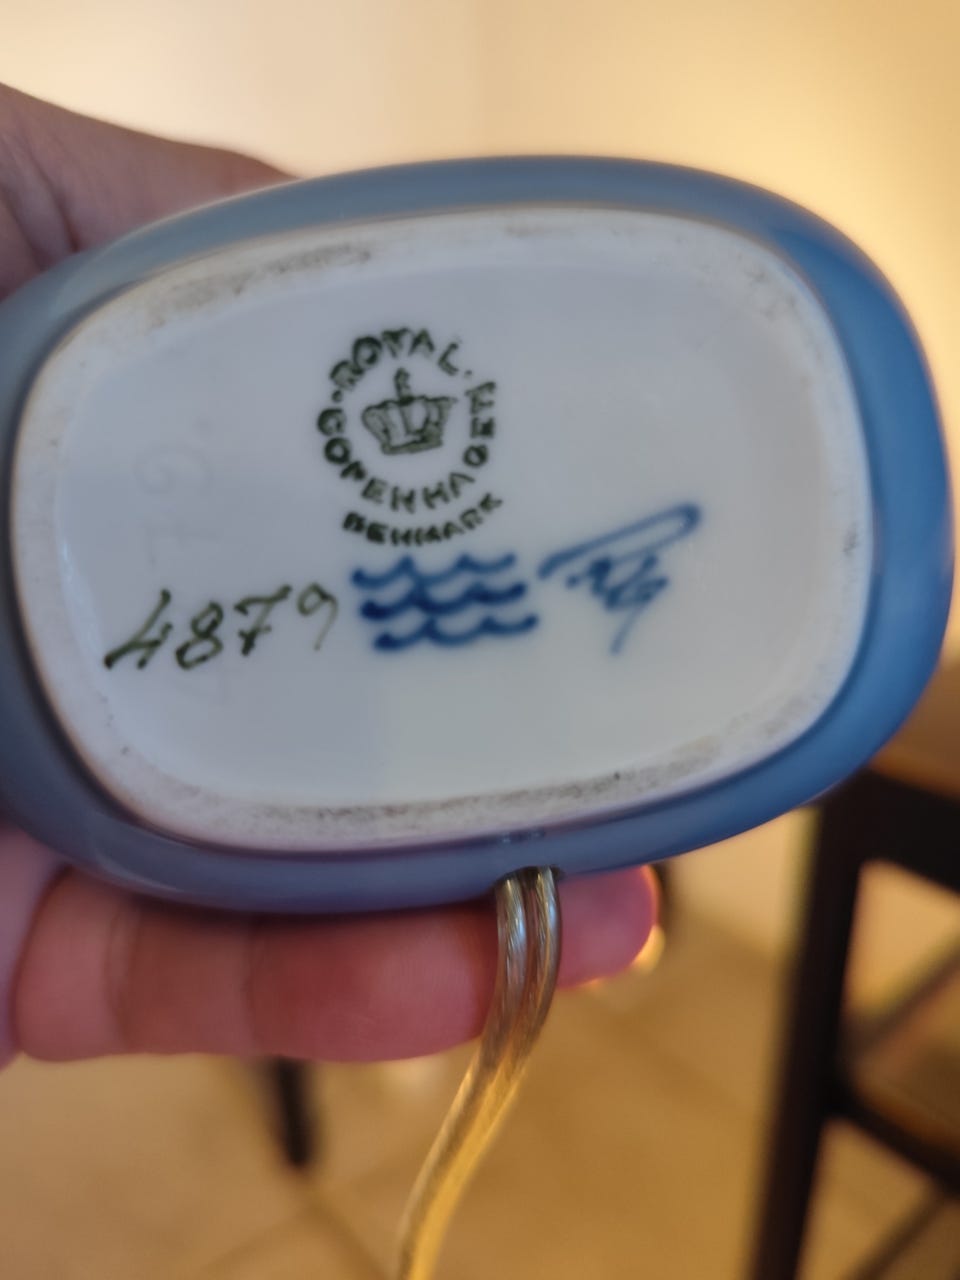 ROYAL.
COPENHAGEN
DENMARK
4879